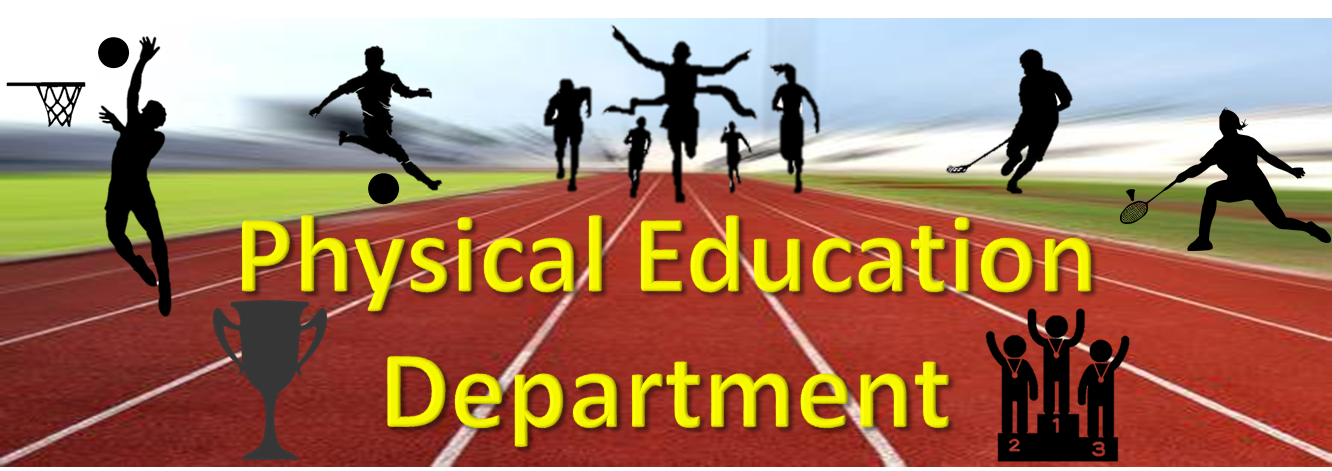 Physical Education
Department
1
2 3